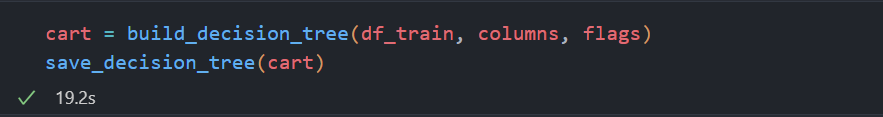 cart = build_decision_tree(df_train, columns, flags)
save_decision_tree(cart)
19.2s